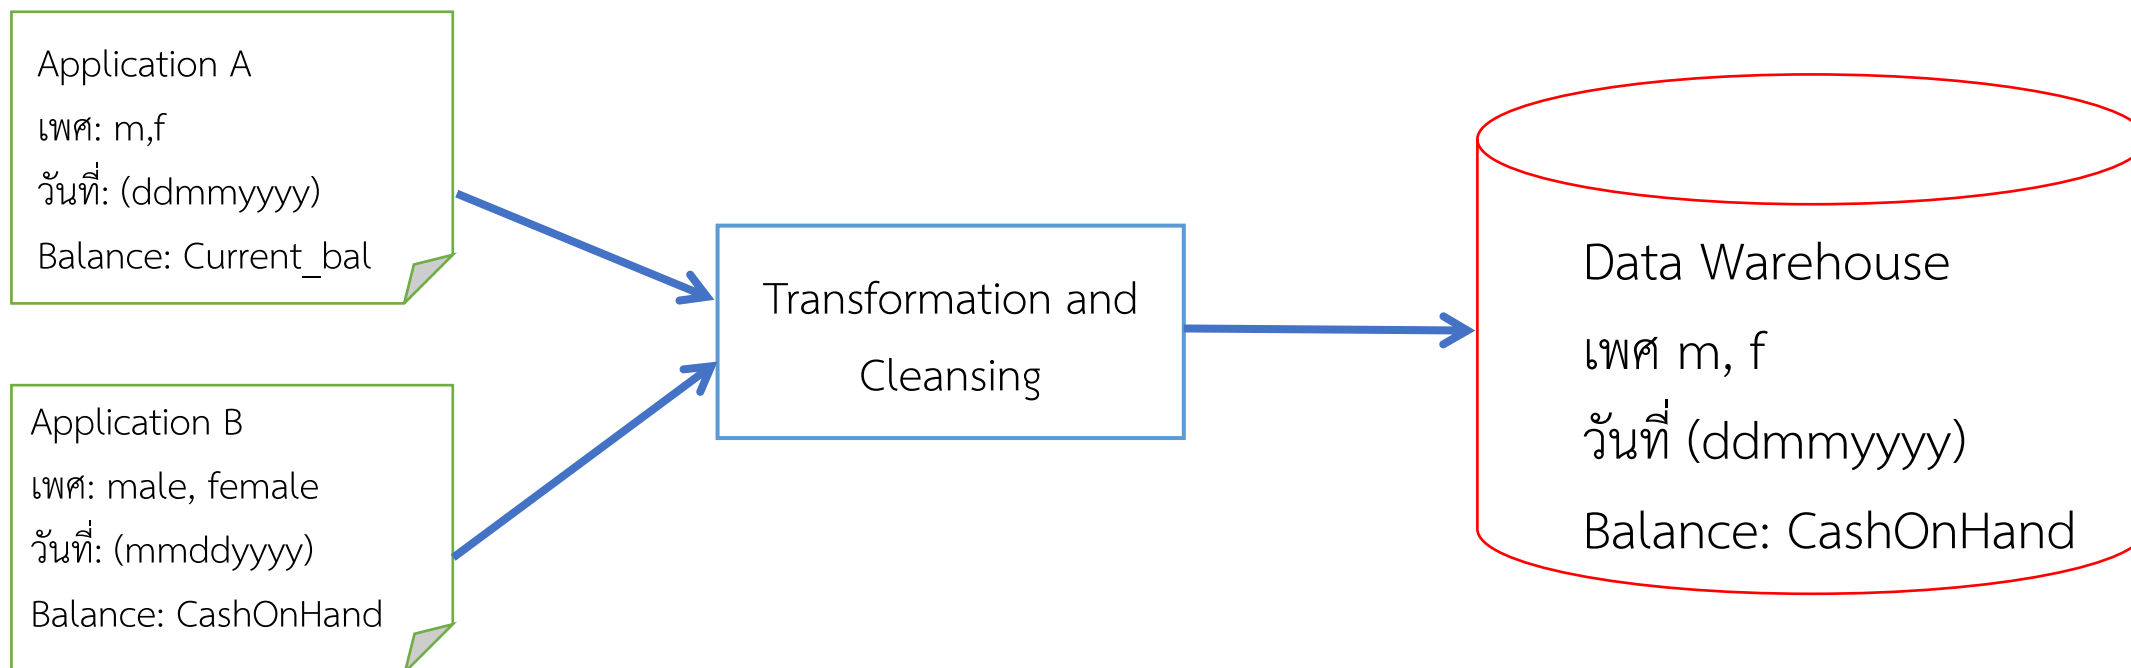 Application A
เพศ: m,f
วันที่: (ddmmyyyy)
Balance: Current_bal
Application B
เพศ: male, female
วันที่: (mmddyyyy)
Balance: CashOnHand
Transformation and
Cleansing
Data Warehouse
เพศ m, f
วันที่ (ddmmyyyy)
Balance: CashOnHand